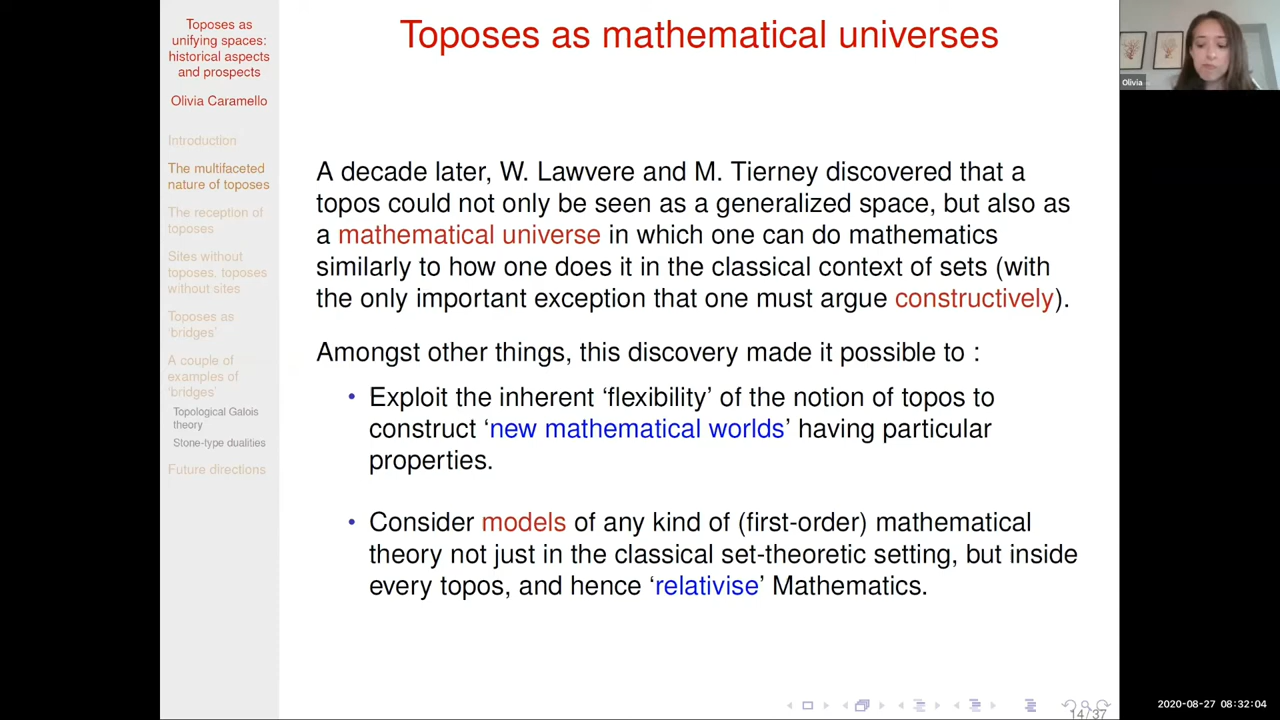 Toposes as
unifying spaces:
historical aspects
and prospects
Olivia Caramello
Introduction
The multifaceted
nature of toposes
The reception of
toposes
Sites without
toposes, toposes
without sites
Toposes as
‘bridges’
A couple of
examples of
‘bridges’
Topological Galois
theory
Stone-type dualities
Future directions
Toposes as mathematical universes
A decade later, W. Lawvere and M. Tierney discovered that a
topos could not only be seen as a generalized space, but also as
a mathematical universe in which one can do mathematics
similarly to how one does it in the classical context of sets (with
the only important exception that one must argue constructively).
Amongst other things, this discovery made it possible to :
• Exploit the inherent ‘flexibility’ of the notion of topos to
construct ‘new mathematical worlds’ having particular
properties.
• Consider models of any kind of (first-order) mathematical
theory not just in the classical set-theoretic setting, but inside
every topos, and hence ‘relativise’ Mathematics.
14/37
Olivia
2020-08-27 08:32:04